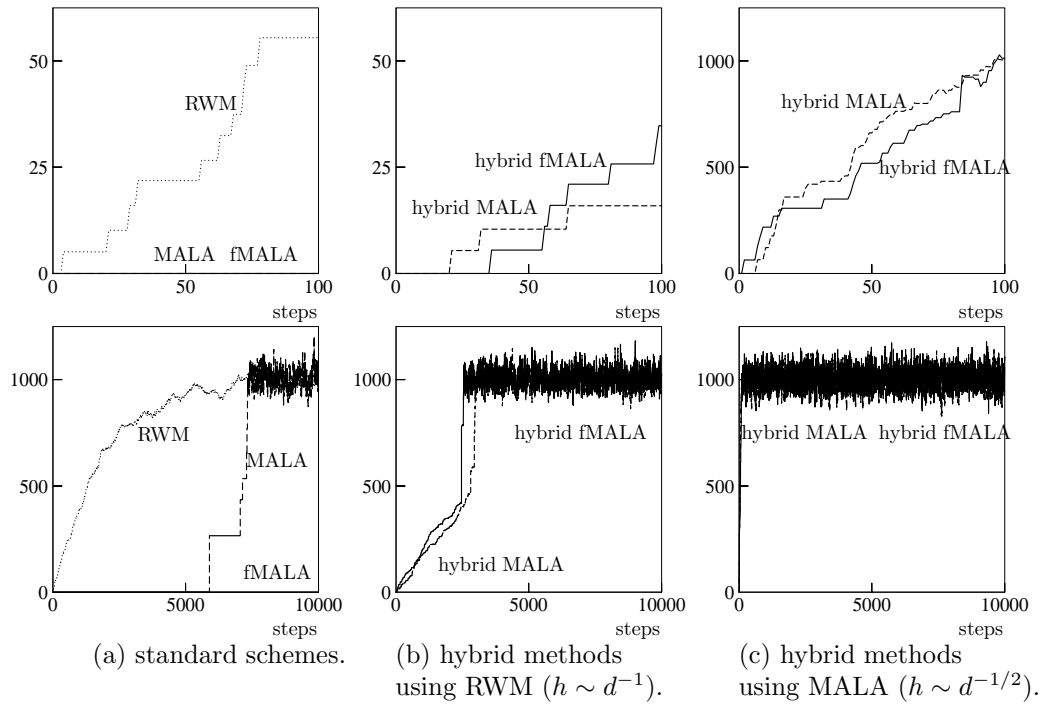 50
25
0
0
50
100
steps
RWM
MALA fMALA
50
25
0
0
50
100
steps
hybrid fMALA
hybrid MALA
1000
500
0
0
50
100
steps
hybrid MALA
hybrid fMALA
1000
500
0
0
5000
10000
steps
RWM
MALA
fMALA
1000
500
0
0
5000
10000
steps
hybrid fMALA
hybrid MALA
1000
500
0
0
5000
10000
steps
hybrid MALA hybrid fMALA
(a) standard schemes.
(b) hybrid methods
using RWM (h ∼ d⁻¹).
(c) hybrid methods
using MALA (h ∼ d⁻¹/²).